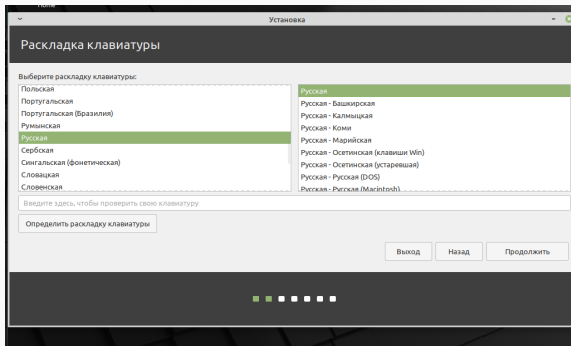 Home
Установка
Раскладка клавиатуры
Выберите раскладку клавиатуры:
Польская
Португальская
Португальская (Бразилия)
Румынская
Русская
Сербская
Сингальская (фонетическая)
Словацкая
Словенская
Русская
Русская - Башкирская
Русская - Калмыцкая
Русская - Коми
Русская - Марийская
Русская - Осетинская (клавиши Win)
Русская - Осетинская (устаревшая)
Русская - Русская (DOS)
Русская - Русская (Macintosh)
Введите здесь, чтобы проверить свою клавиатуру
Определить раскладку клавиатуры
Выход
Назад
Продолжить